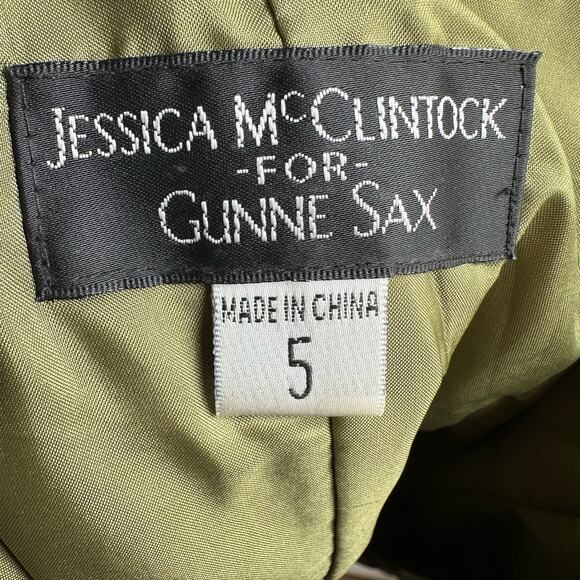 JESSICA McCLINTOCK
-FOR-
GUNNE SAX
MADE IN CHINA
5